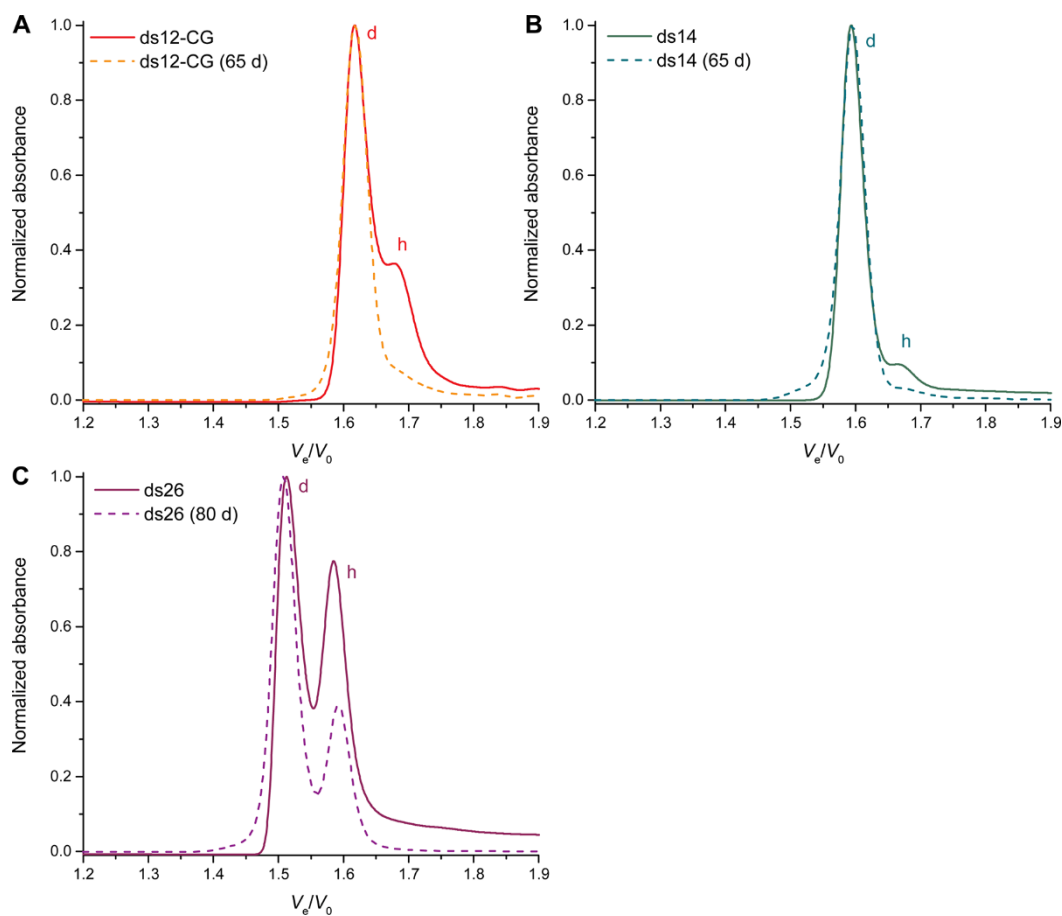 A
ds12-CG
ds12-CG (65 d)
d
h
Normalized absorbance
1.0
0.8
0.6
0.4
0.2
0.0
1.2 1.3 1.4 1.5 1.6 1.7 1.8 1.9
Ve/V0
B
ds14
ds14 (65 d)
d
h
Normalized absorbance
1.0
0.8
0.6
0.4
0.2
0.0
1.2 1.3 1.4 1.5 1.6 1.7 1.8 1.9
Ve/V0
C
ds26
ds26 (80 d)
d
h
Normalized absorbance
1.0
0.8
0.6
0.4
0.2
0.0
1.2 1.3 1.4 1.5 1.6 1.7 1.8 1.9
Ve/V0